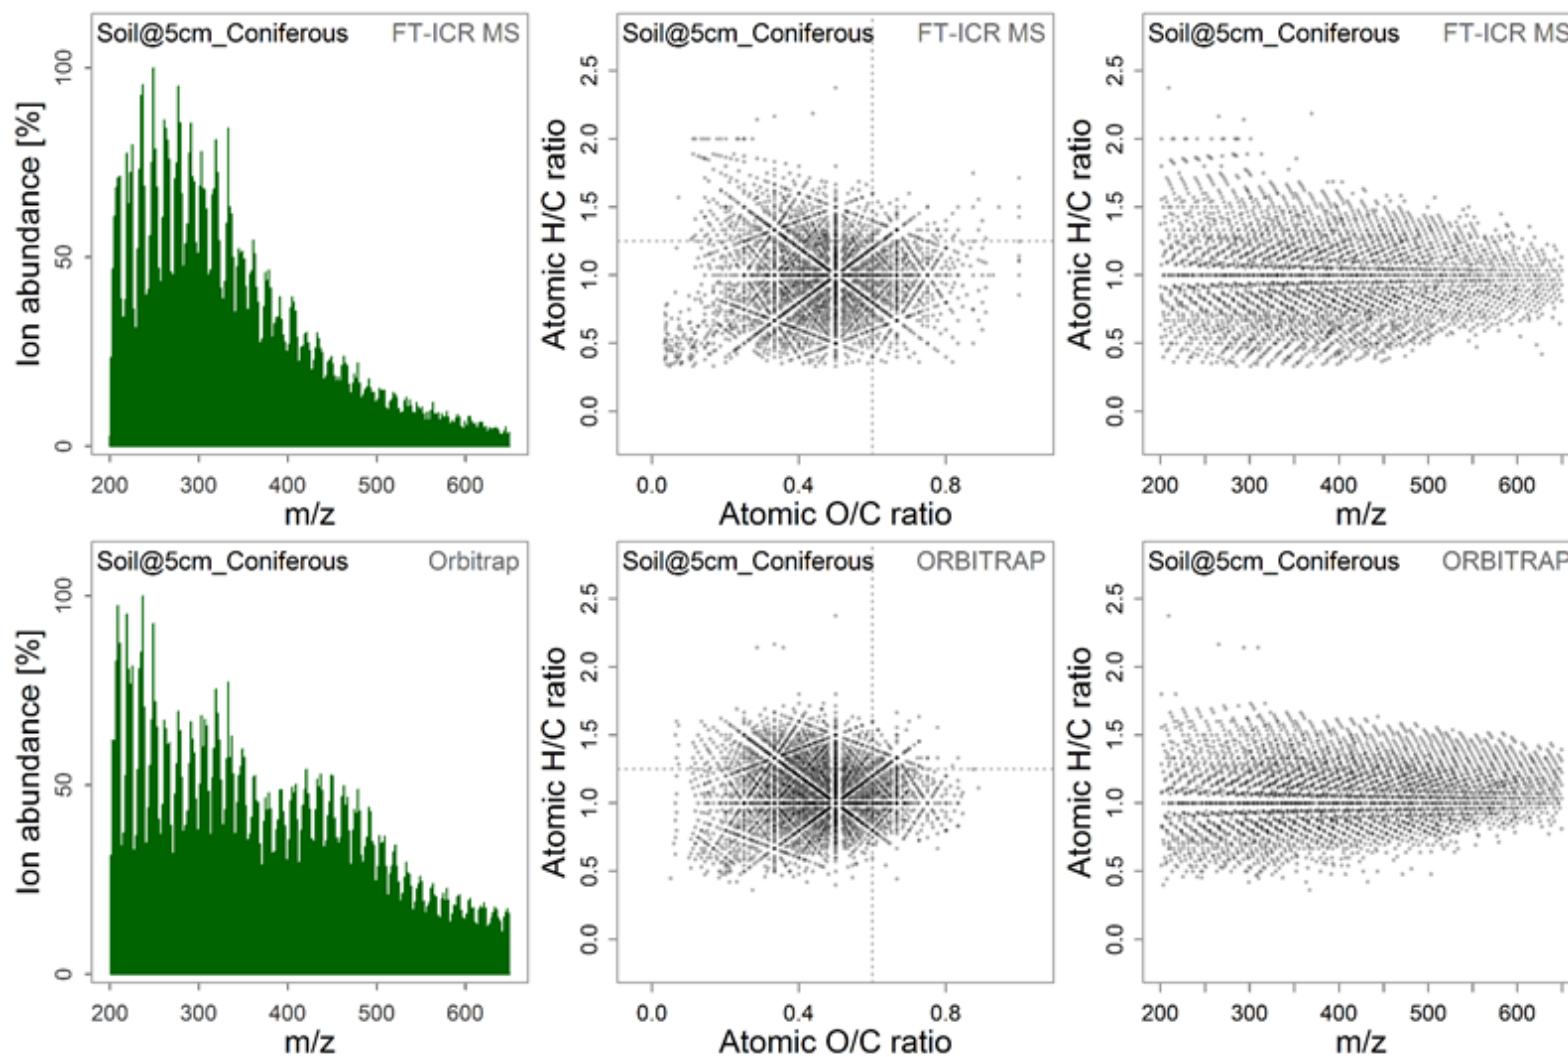 Soil@5cm_Coniferous FT-ICR MS
Ion abundance [%]
0 50 100
200 300 400 500 600
m/z
Soil@5cm_Coniferous FT-ICR MS
Atomic H/C ratio
0.0 0.5 1.0 1.5 2.0 2.5
0.0 0.4 0.8
Atomic O/C ratio
Soil@5cm_Coniferous FT-ICR MS
Atomic H/C ratio
0.0 0.5 1.0 1.5 2.0 2.5
200 300 400 500 600
m/z
Soil@5cm_Coniferous Orbitrap
Ion abundance [%]
0 50 100
200 300 400 500 600
m/z
Soil@5cm_Coniferous ORBITRAP
Atomic H/C ratio
0.0 0.5 1.0 1.5 2.0 2.5
0.0 0.4 0.8
Atomic O/C ratio
Soil@5cm_Coniferous ORBITRAP
Atomic H/C ratio
0.0 0.5 1.0 1.5 2.0 2.5
200 300 400 500 600
m/z